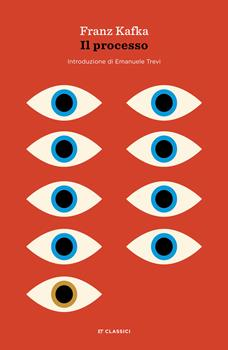 Franz Kafka
Il processo
Introduzione di Emanuele Trevi
ET CLASSICI